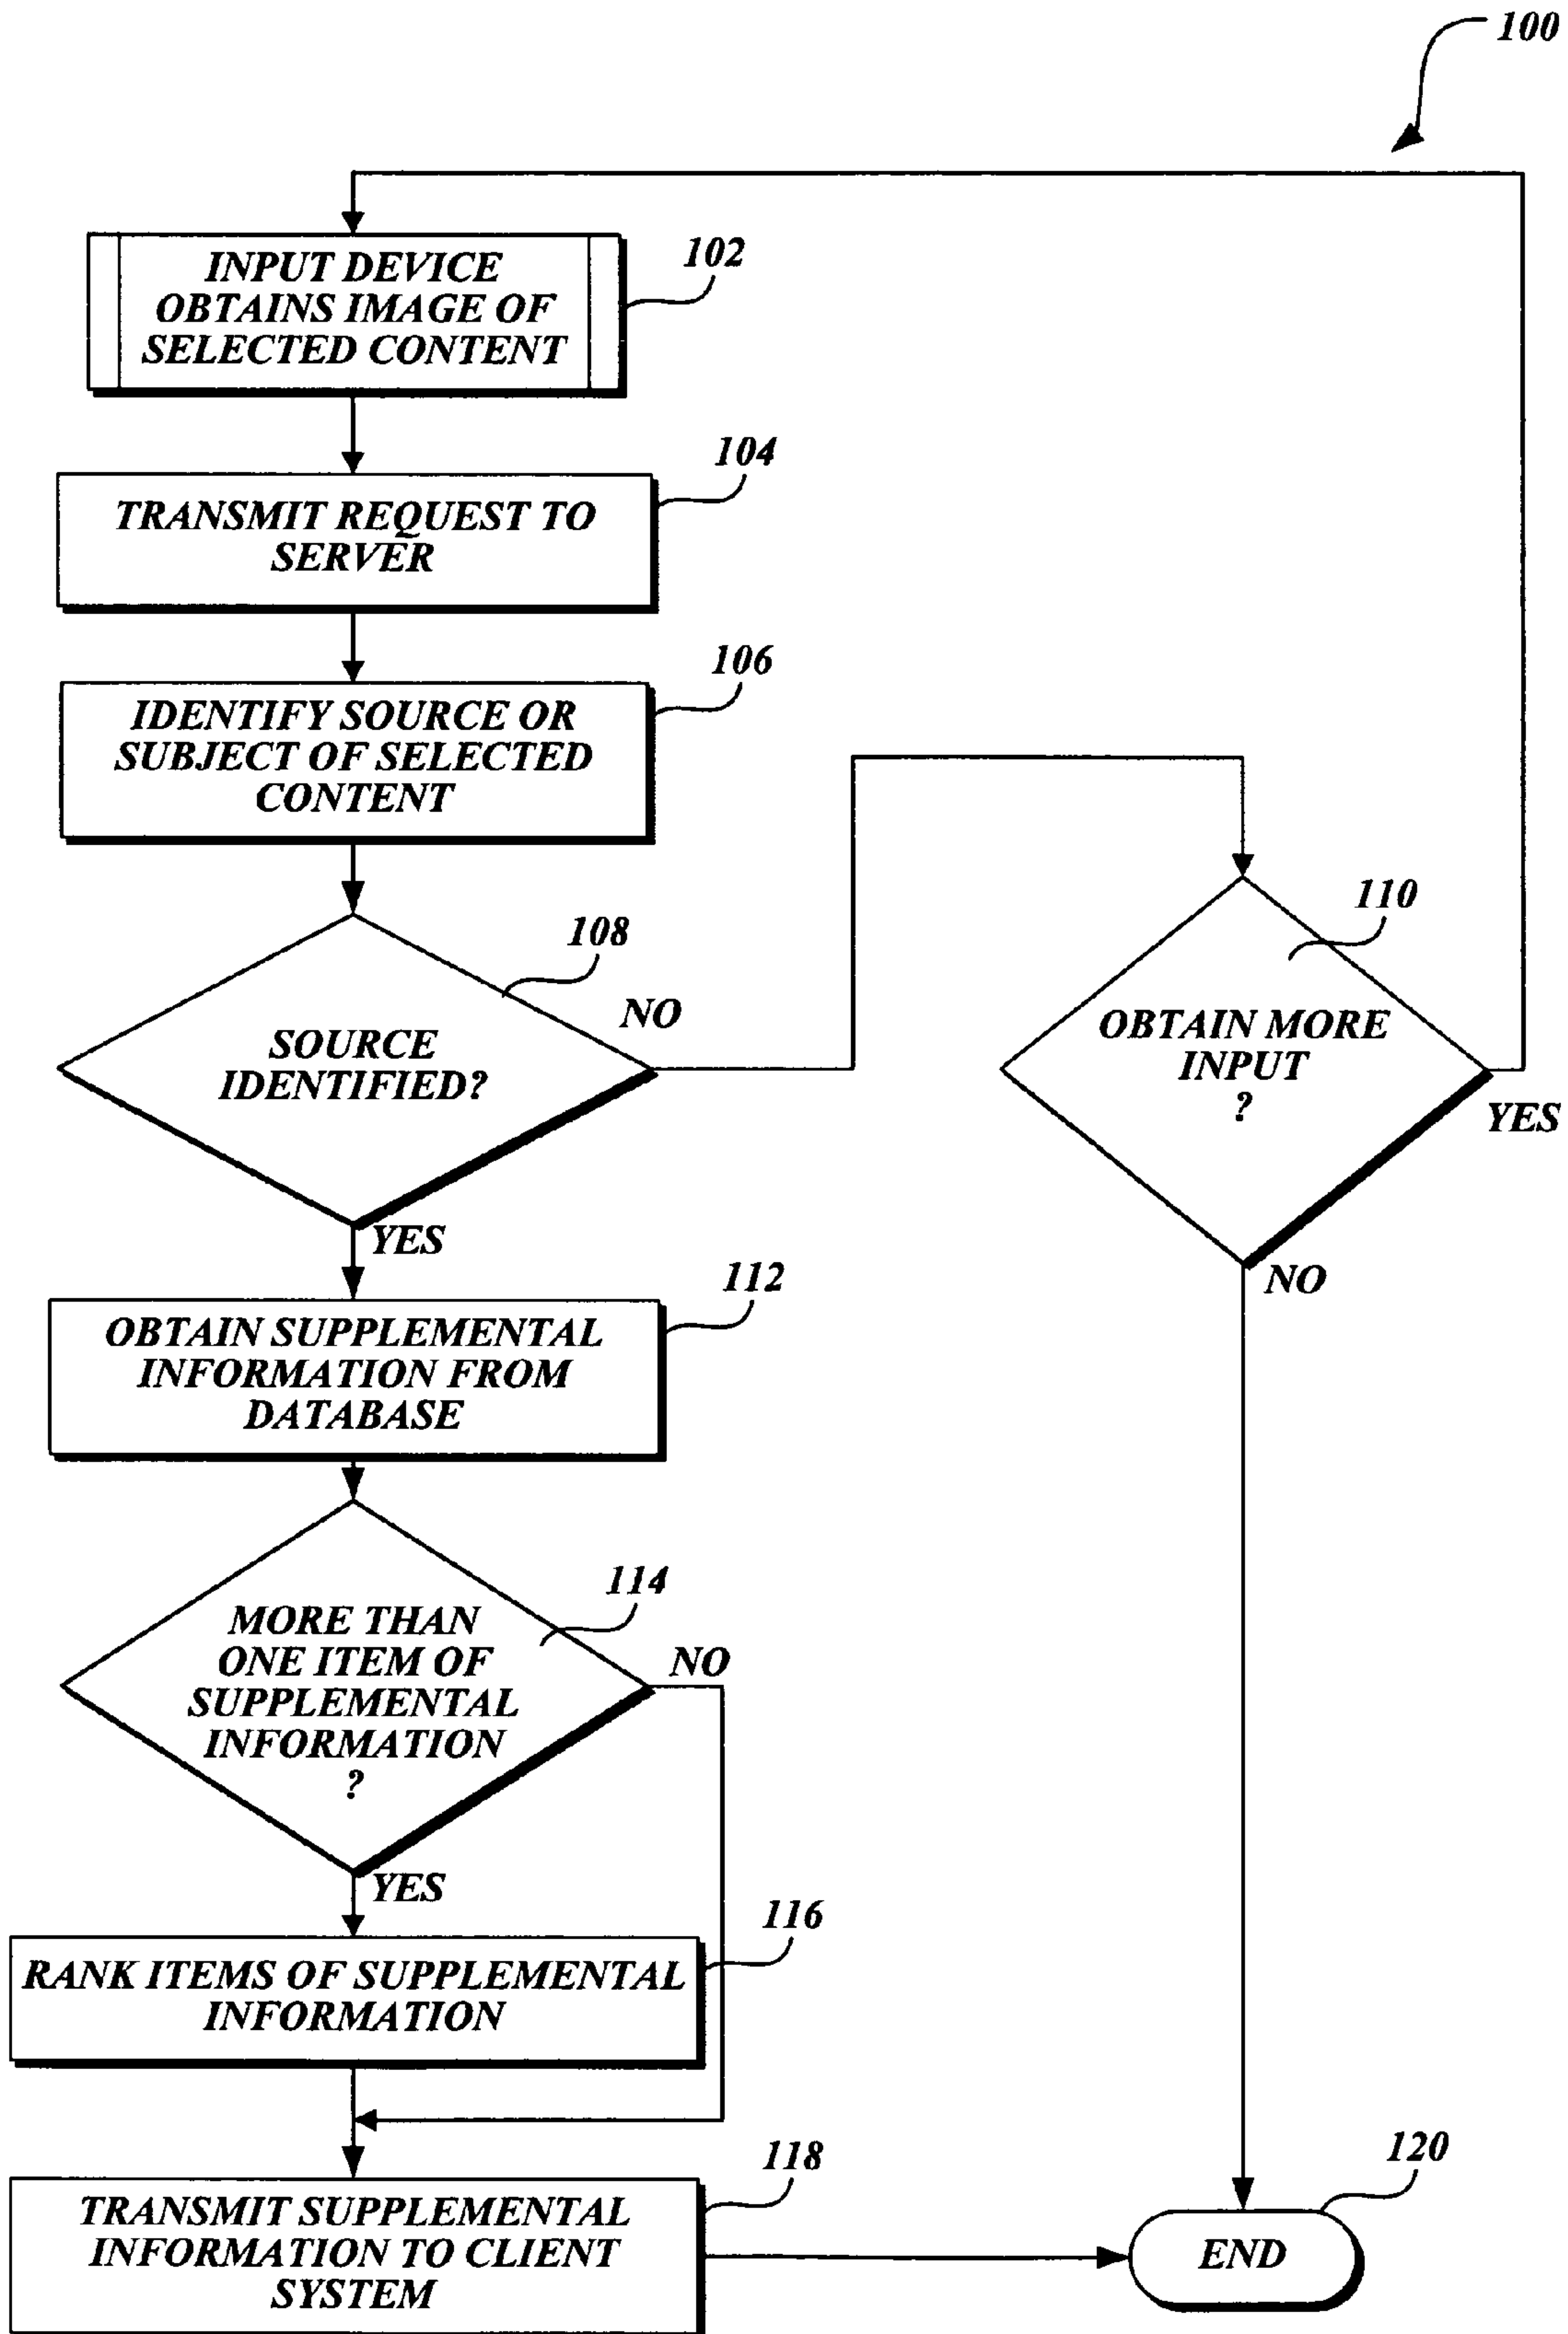 100
INPUT DEVICE
OBTAINS IMAGE OF
SELECTED CONTENT
102
TRANSMIT REQUEST TO
SERVER
104
IDENTIFY SOURCE OR
SUBJECT OF SELECTED
CONTENT
106
SOURCE
IDENTIFIED?
108
NO
YES
OBTAIN MORE
INPUT
?
110
YES
NO
OBTAIN SUPPLEMENTAL
INFORMATION FROM
DATABASE
112
MORE THAN
ONE ITEM OF
SUPPLEMENTAL
INFORMATION
?
114
NO
YES
RANK ITEMS OF SUPPLEMENTAL
INFORMATION
116
TRANSMIT SUPPLEMENTAL
INFORMATION TO CLIENT
SYSTEM
118
END
120